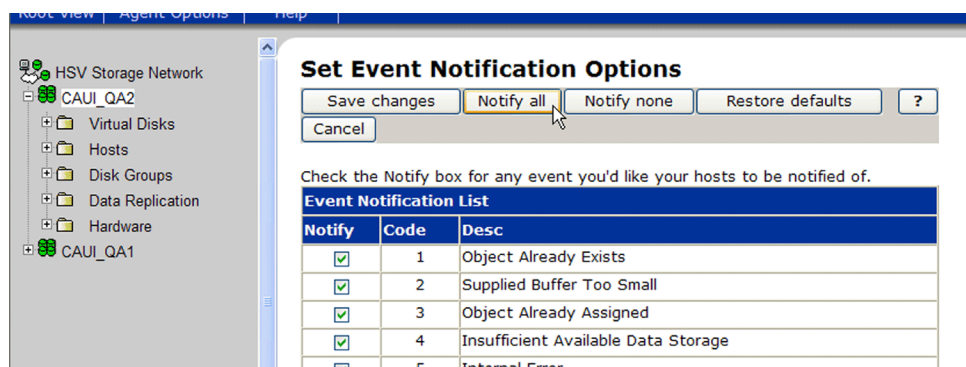 Root View | Agent Options | Help |
HSV Storage Network
CAUI_QA2
Virtual Disks
Hosts
Disk Groups
Data Replication
Hardware
CAUI_QA1
Set Event Notification Options
Save changes Notify all Notify none Restore defaults ?
Cancel
Check the Notify box for any event you'd like your hosts to be notified of.
Event Notification List
Notify Code Desc
1 Object Already Exists
2 Supplied Buffer Too Small
3 Object Already Assigned
4 Insufficient Available Data Storage
5 Internal Error